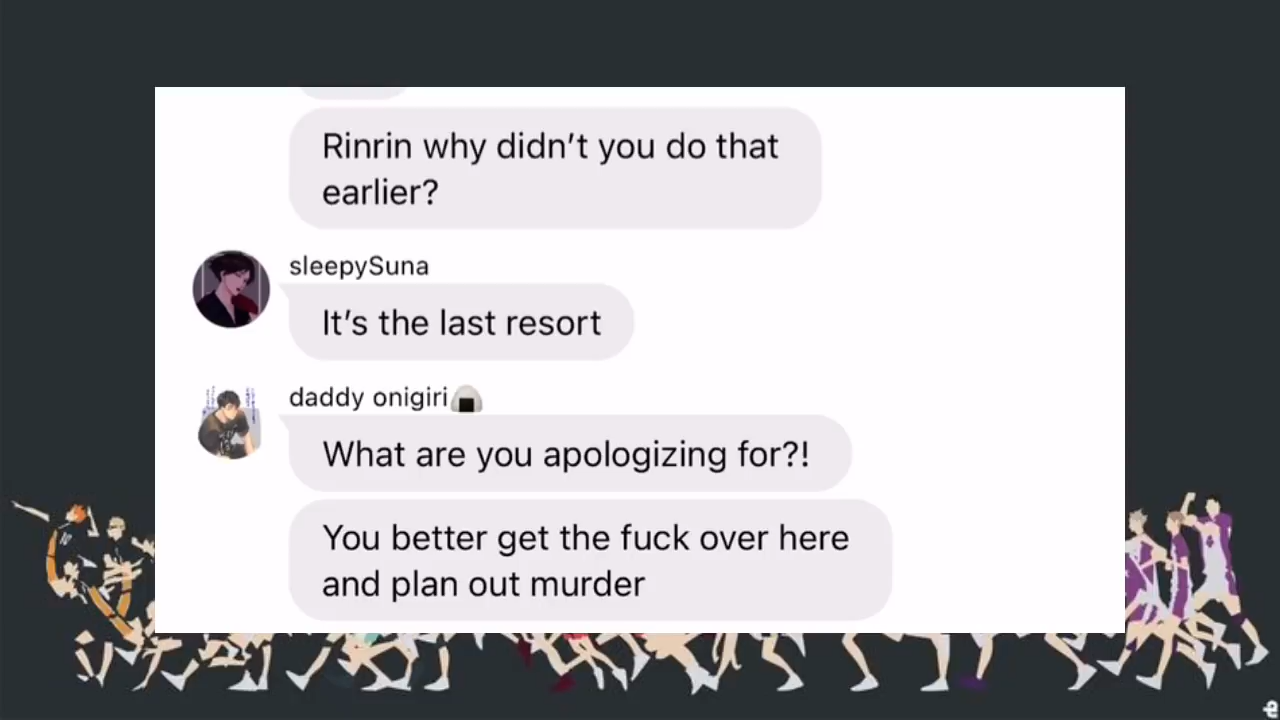 Rinrin why didn't you do that
earlier?
sleepySuna
It's the last resort
daddy onigiri🍙
What are you apologizing for?!
You better get the fuck over here
and plan out murder